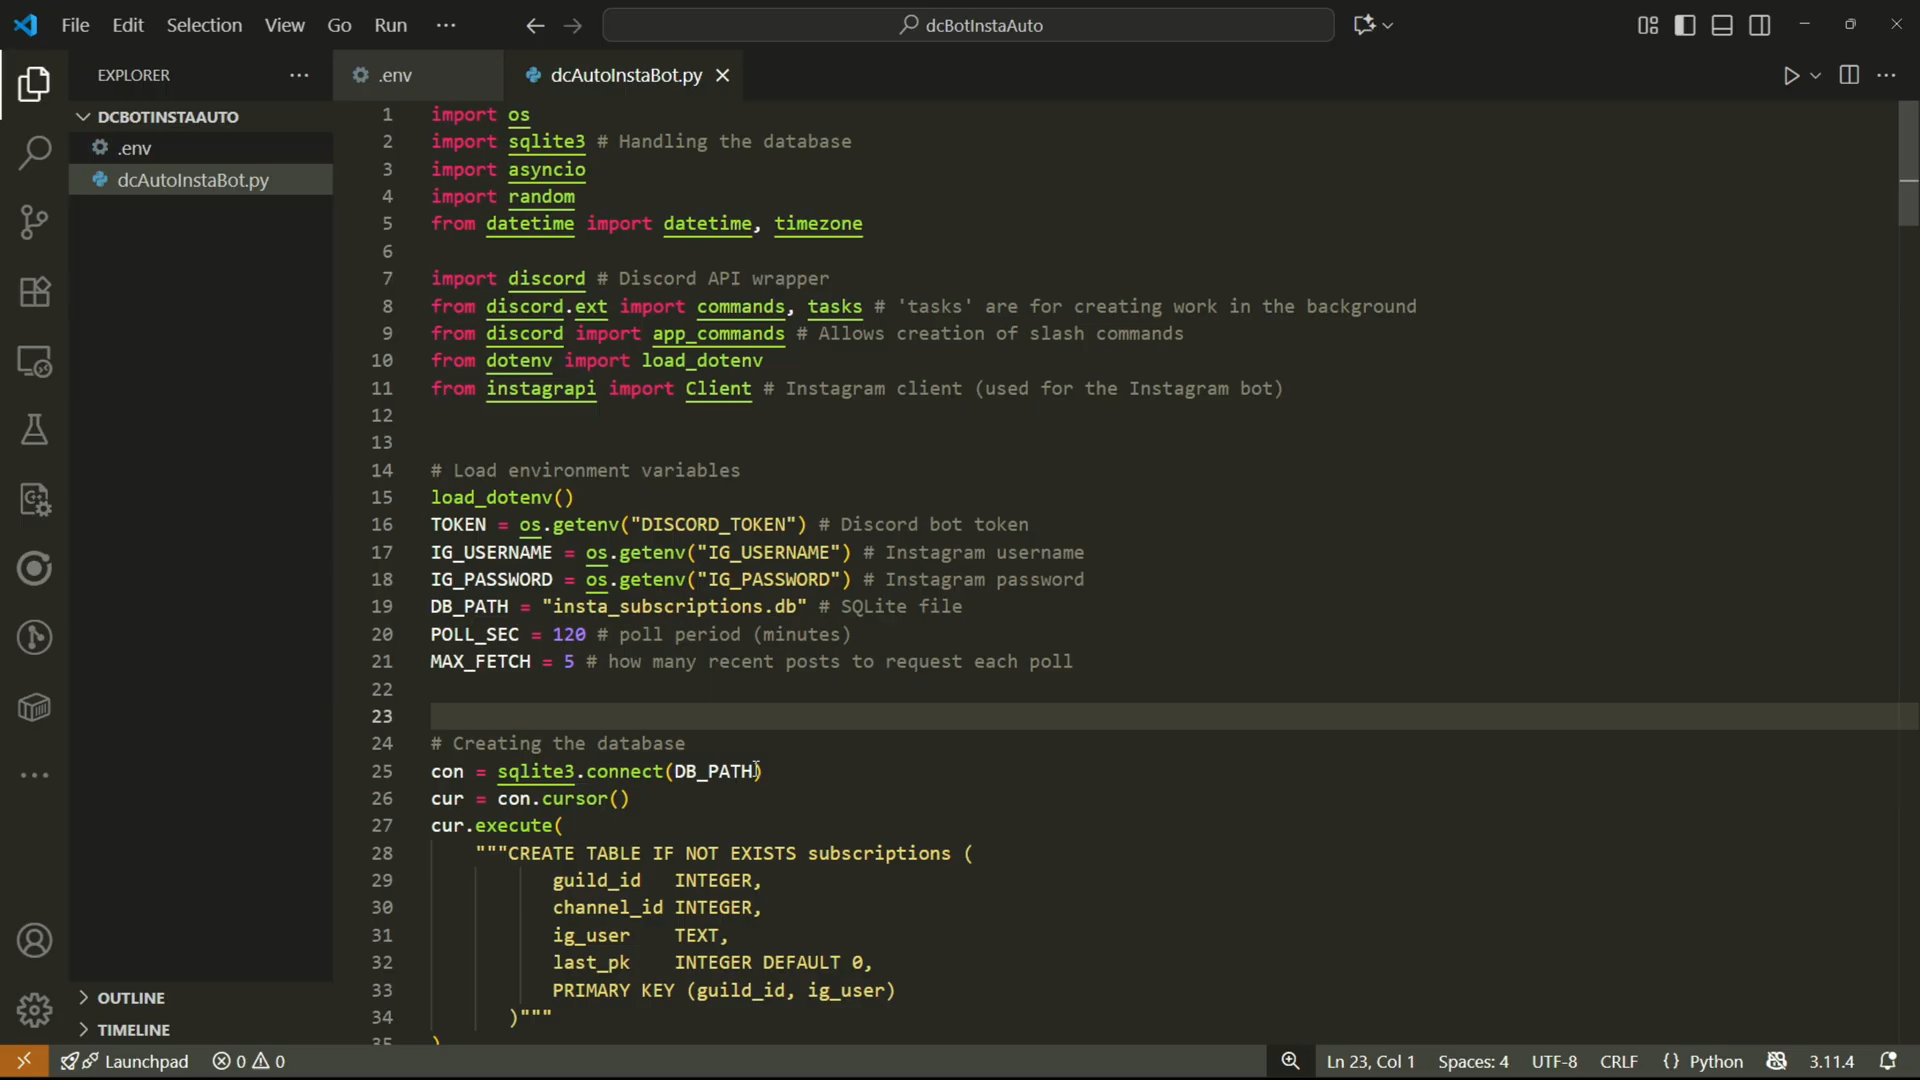 File Edit Selection View Go Run ··· dcBotInstaAuto
EXPLORER ···
.env dcAutoInstaBot.py
DCBOTINSTAAUTO
.env
dcAutoInstaBot.py
1 import os
2 import sqlite3 # Handling the database
3 import asyncio
4 import random
5 from datetime import datetime, timezone
6
7 import discord # Discord API wrapper
8 from discord.ext import commands, tasks # 'tasks' are for creating work in the background
9 from discord import app_commands # Allows creation of slash commands
10 from dotenv import load_dotenv
11 from instagrapi import Client # Instagram client (used for the Instagram bot)
12
13
14 # Load environment variables
15 load_dotenv()
16 TOKEN = os.getenv("DISCORD_TOKEN") # Discord bot token
17 IG_USERNAME = os.getenv("IG_USERNAME") # Instagram username
18 IG_PASSWORD = os.getenv("IG_PASSWORD") # Instagram password
19 DB_PATH = "insta_subscriptions.db" # SQLite file
20 POLL_SEC = 120 # poll period (minutes)
21 MAX_FETCH = 5 # how many recent posts to request each poll
22
23
24 # Creating the database
25 con = sqlite3.connect(DB_PATH)
26 cur = con.cursor()
27 cur.execute(
28 """CREATE TABLE IF NOT EXISTS subscriptions (
29 guild_id INTEGER,
30 channel_id INTEGER,
31 ig_user TEXT,
32 last_pk INTEGER DEFAULT 0,
33 PRIMARY KEY (guild_id, ig_user)
34 )"""
35 )
OUTLINE
TIMELINE
Launchpad 0 0 Ln 23, Col 1 Spaces: 4 UTF-8 CRLF {} Python 3.11.4